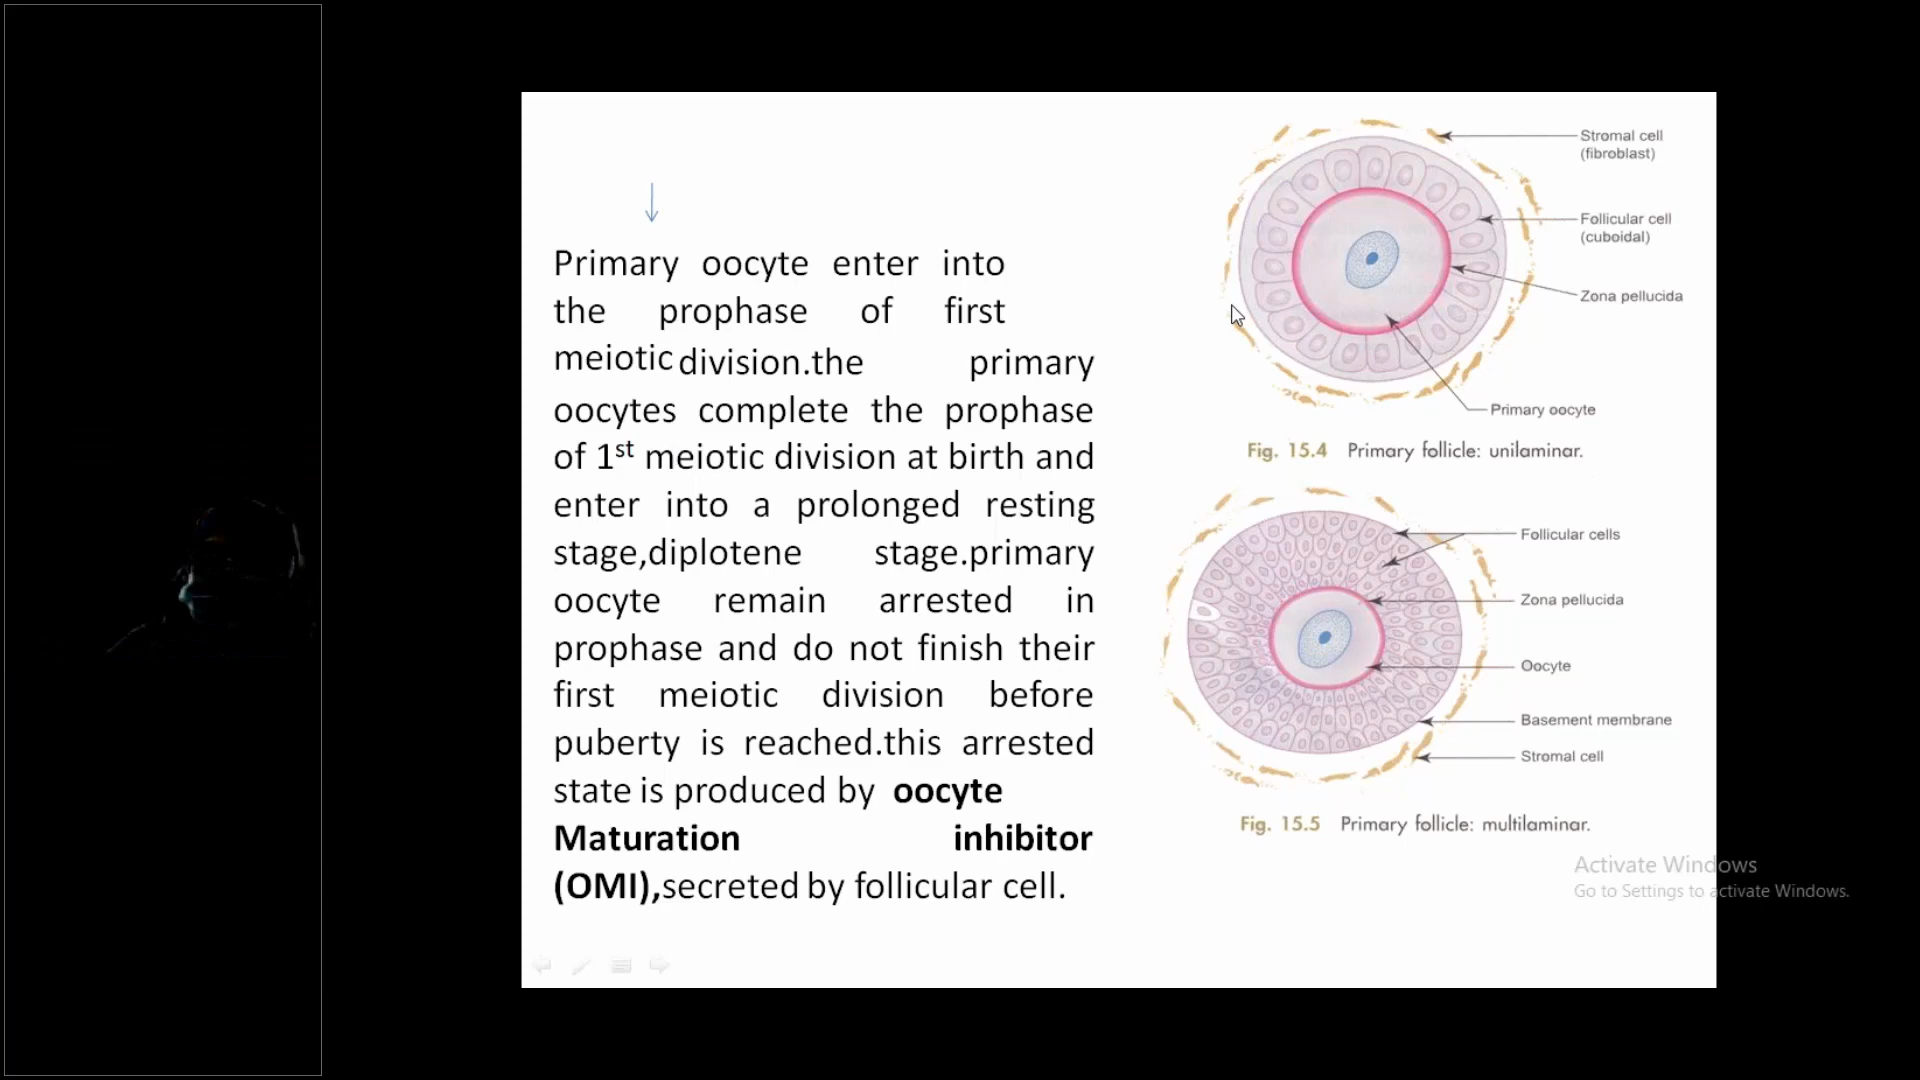 Primary oocyte enter into
the prophase of first
meiotic division.the primary
oocytes complete the prophase
of 1st meiotic division at birth and
enter into a prolonged resting
stage,diplotene stage.primary
oocyte remain arrested in
prophase and do not finish their
first meiotic division before
puberty is reached.this arrested
state is produced by oocyte
Maturation inhibitor
(OMI),secreted by follicular cell.
Stromal cell
(fibroblast)
Follicular cell
(cuboidal)
Zona pellucida
Primary oocyte
Fig. 15.4 Primary follicle: unilaminar.
Follicular cells
Zona pellucida
Oocyte
Basement membrane
Stromal cell
Fig. 15.5 Primary follicle: multilaminar.
Activate Windows
Go to Settings to activate Windows.